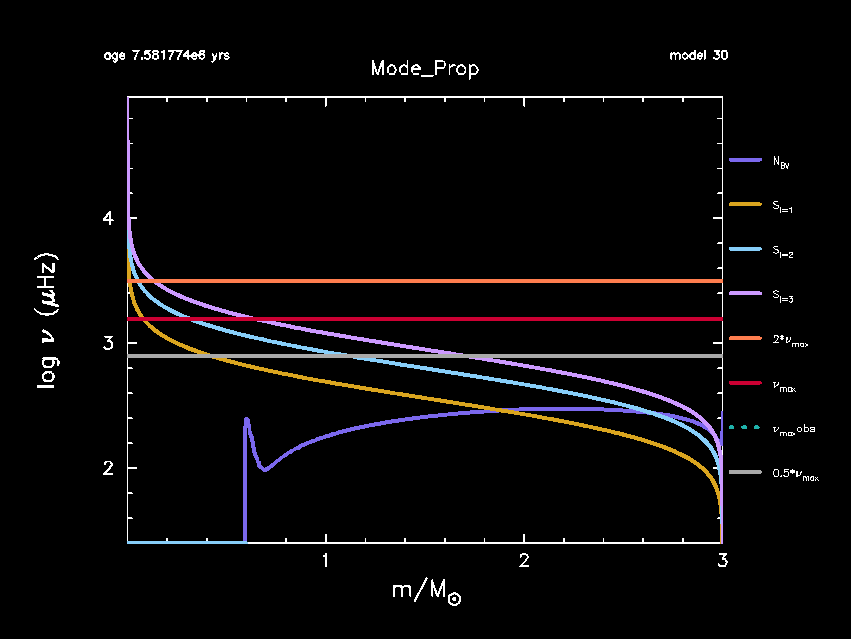 age 7.581774e6 yrs
model 30
Mode_Prop
log ν (μHz)
4
3
2
1 2 3
m/M☉
N_BV
S_l=1
S_l=2
S_l=3
2*ν_max
ν_max
ν_max obs
0.5*ν_max